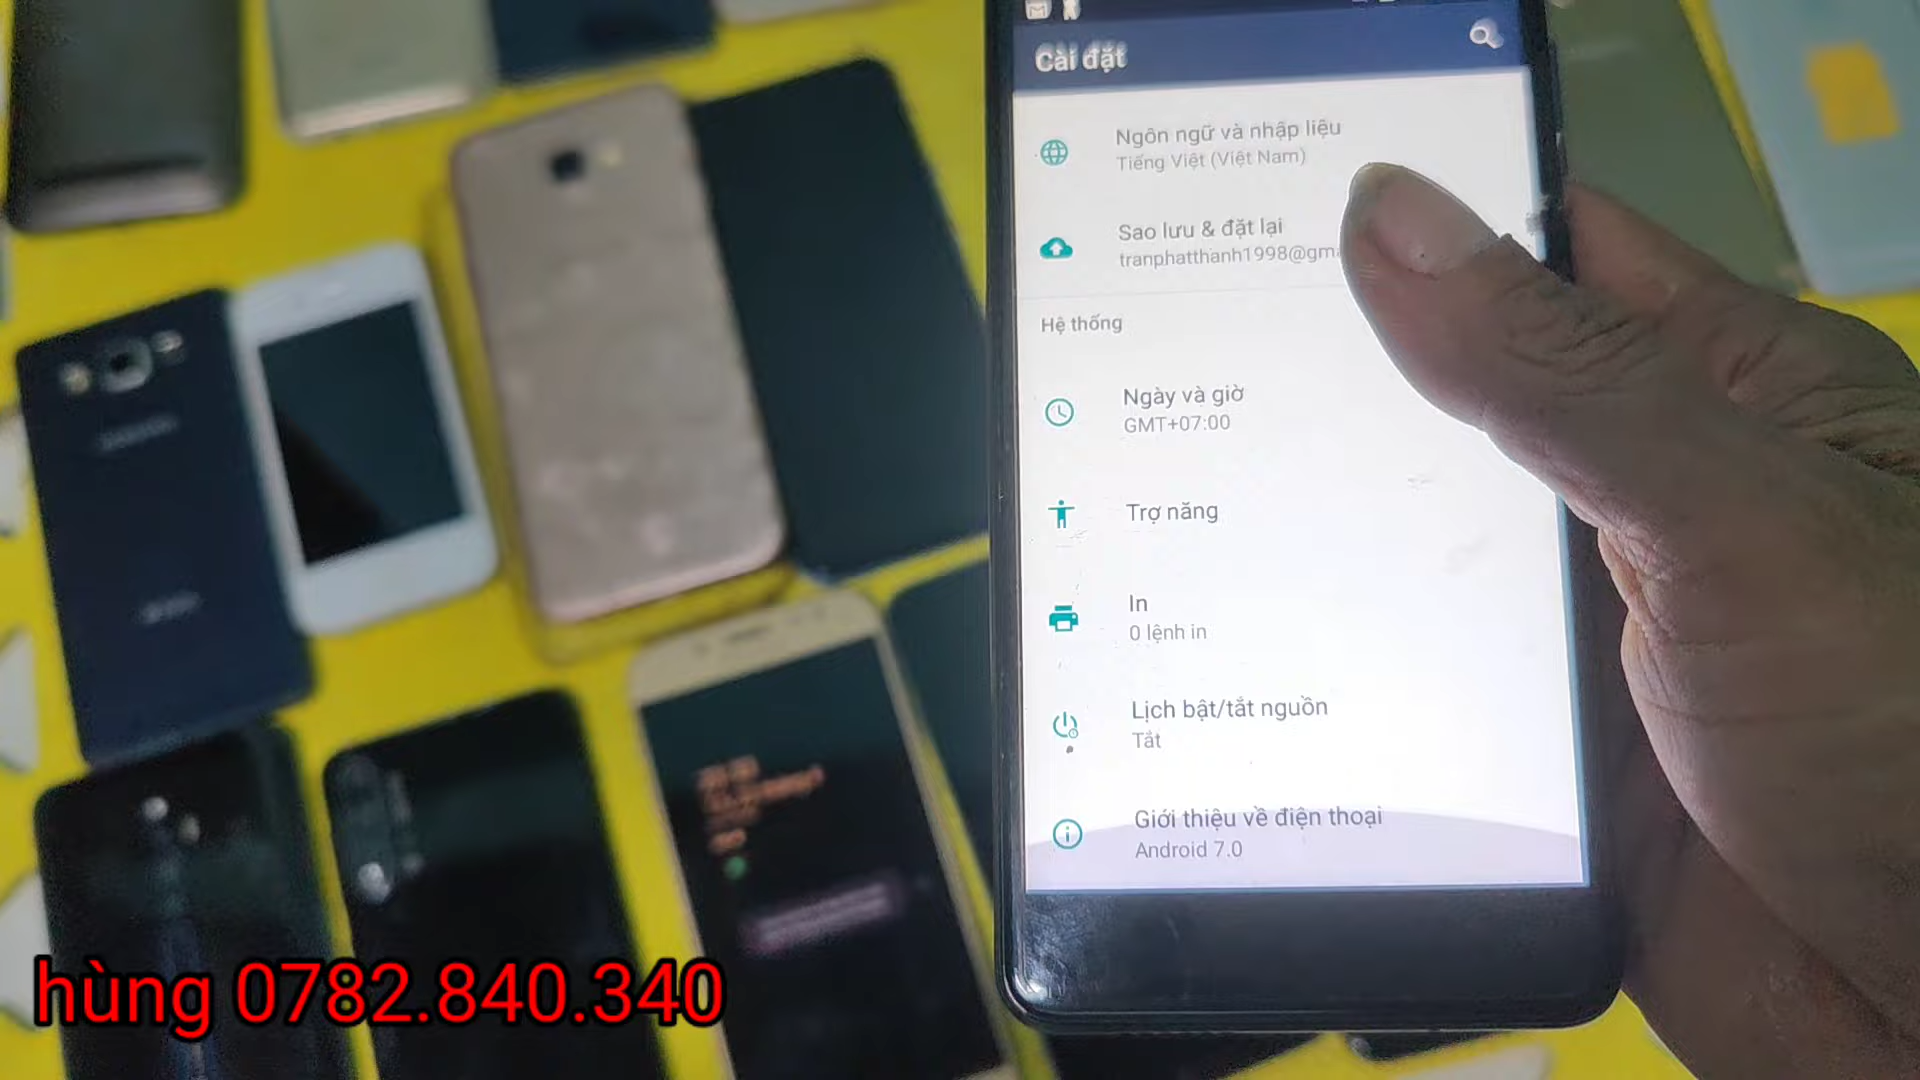 Cài đặt
Ngôn ngữ và nhập liệu
Tiếng Việt (Việt Nam)
Sao lưu & đặt lại
tranphatthanh1998@gm
Hệ thống
Ngày và giờ
GMT+07:00
Trợ năng
In
0 lệnh in
Lịch bật/tắt nguồn
Tắt
Giới thiệu về điện thoại
Android 7.0
hùng 0782.840.340